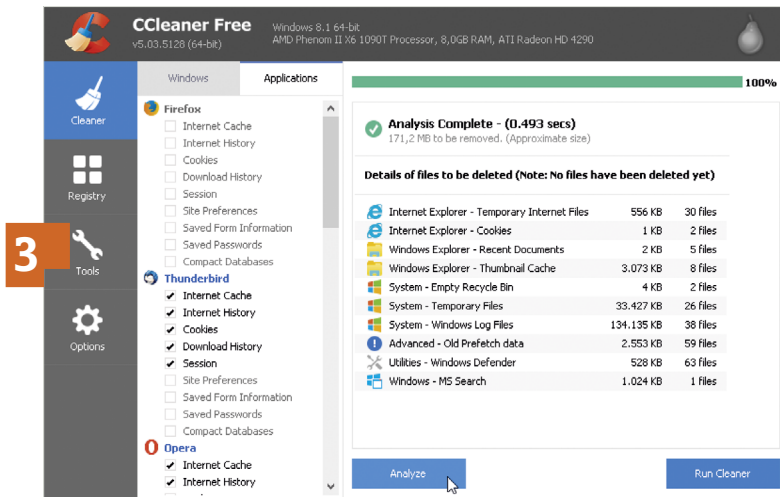 CCleaner Free
v5.03.5128 (64-bit)
Windows 8.1 64-bit
AMD Phenom II X6 1090T Processor, 8,0GB RAM, ATI Radeon HD 4290
Cleaner
Registry
3
Tools
Options
Windows
Applications
Firefox
Internet Cache
Internet History
Cookies
Download History
Session
Site Preferences
Saved Form Information
Saved Passwords
Compact Databases
Thunderbird
Internet Cache
Internet History
Cookies
Download History
Session
Site Preferences
Saved Form Information
Saved Passwords
Compact Databases
Opera
Internet Cache
Internet History
100%
Analysis Complete - (0.493 secs)
171,2 MB to be removed. (Approximate size)
Details of files to be deleted (Note: No files have been deleted yet)
Internet Explorer - Temporary Internet Files 556 KB 30 files
Internet Explorer - Cookies 1 KB 2 files
Windows Explorer - Recent Documents 2 KB 5 files
Windows Explorer - Thumbnail Cache 3.073 KB 8 files
System - Empty Recycle Bin 4 KB 2 files
System - Temporary Files 33.427 KB 26 files
System - Windows Log Files 134.135 KB 38 files
Advanced - Old Prefetch data 2.553 KB 59 files
Utilities - Windows Defender 528 KB 63 files
Windows - MS Search 1.024 KB 1 files
Analyze
Run Cleaner